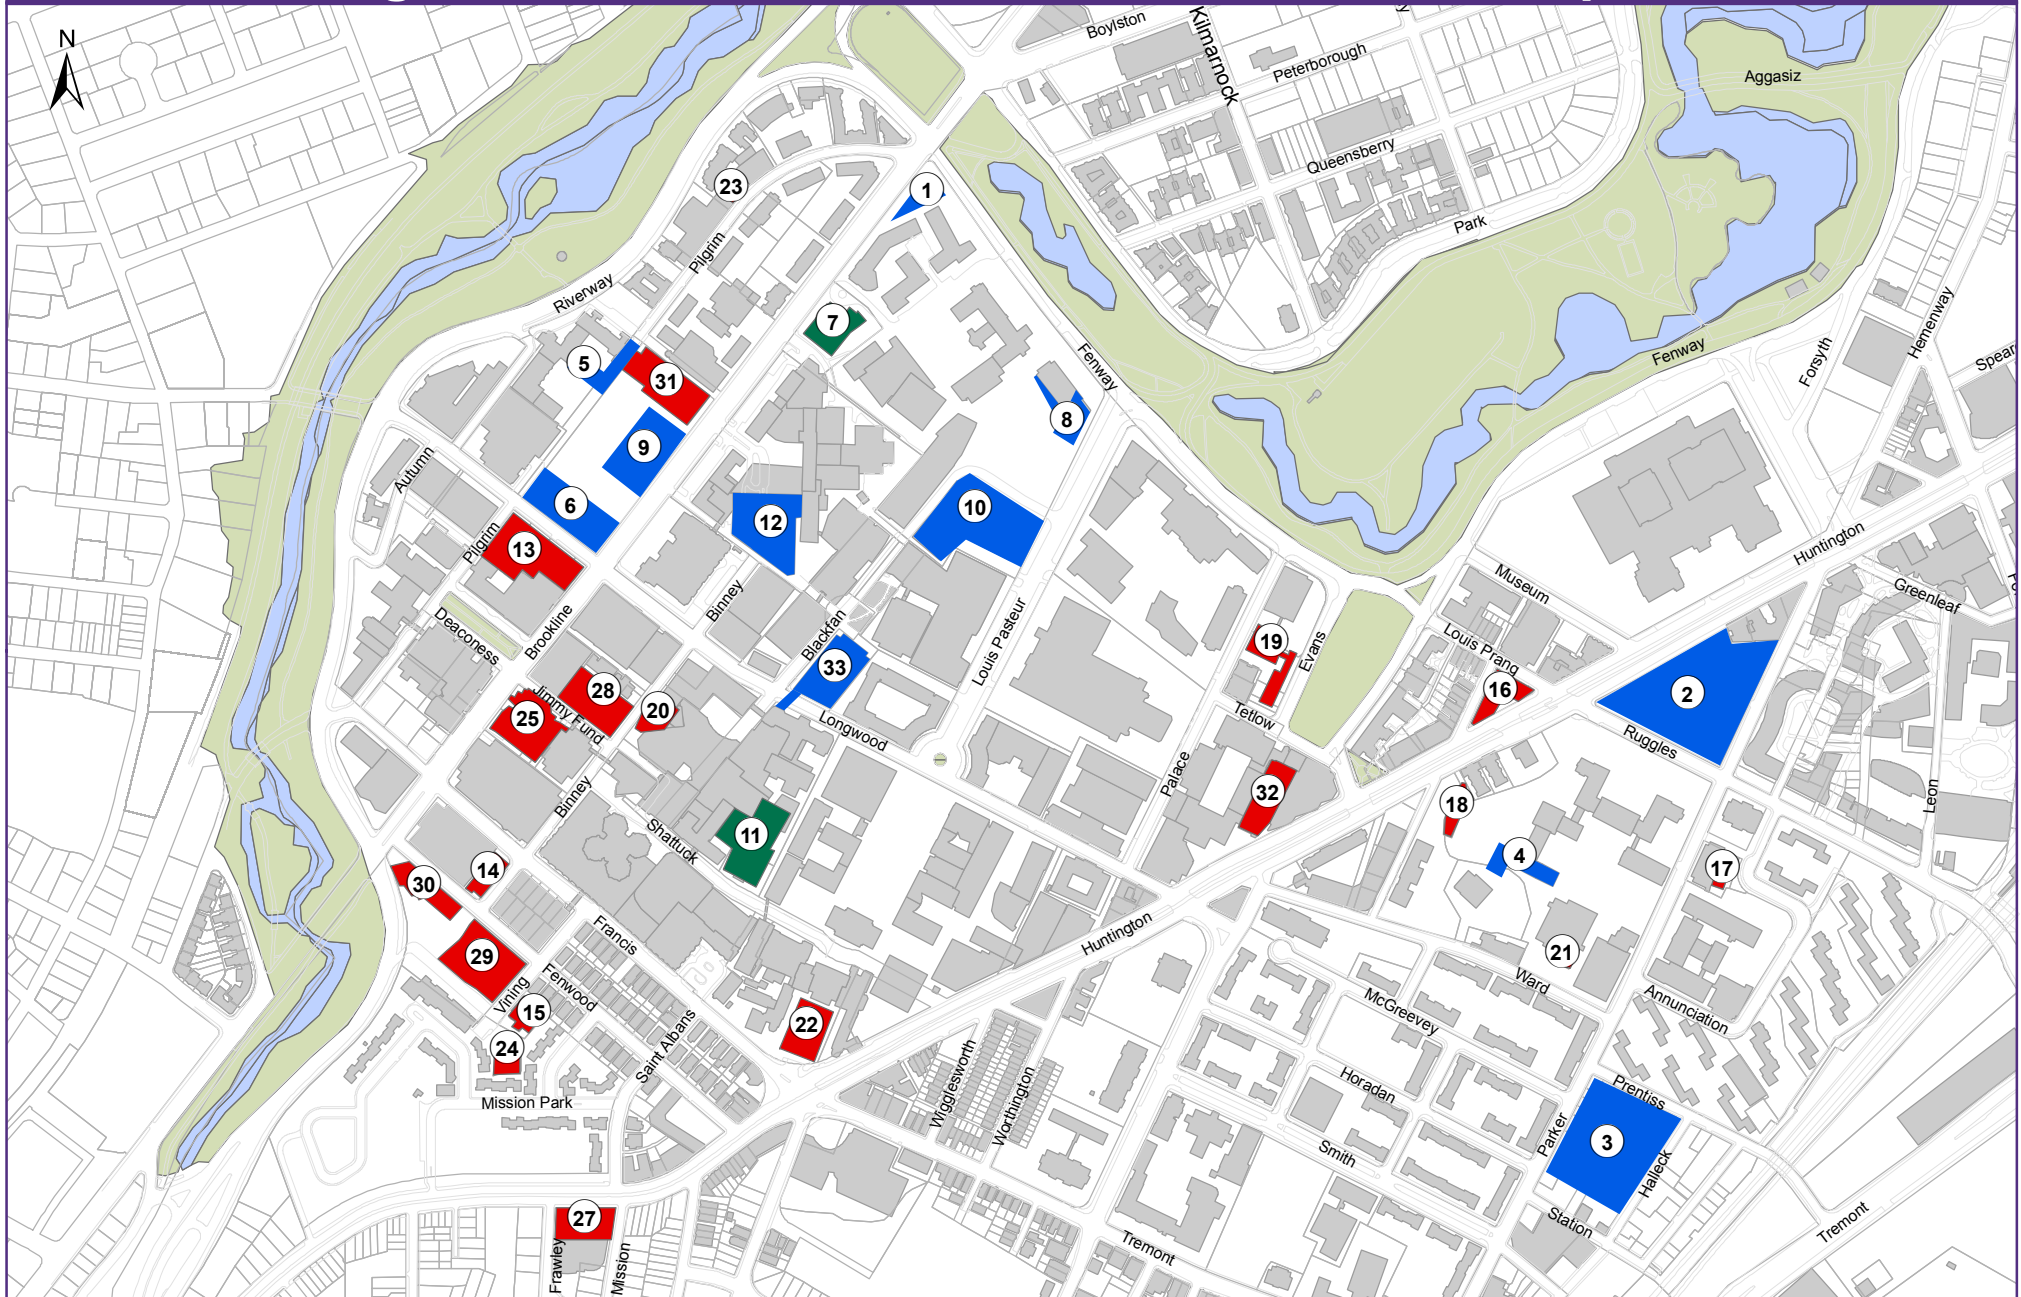 Boylston
Kilmarnock
Peterborough
Aggasiz
N
Queensberry
23
1
Park
Pilgrim
Riverway
Hemenway
7
Fenway
Fenway
Forsyth
Spear
5
31
8
9
Autumn
6
10
12
Pilgrim
13
Huntington
Museum
Greenleaf
Binney
Brookline
Deaconess
Blackfan
Louis Pasteur
19
Evans
Louis Prang
33
28
16
2
20
25
Jimmy Fund
Longwood
Tetlow
Ruggles
Palace
32
18
Leon
Binney
11
Shattuck
4
17
14
30
Francis
Huntington
29
21
Fenwood
Vining
Ward
15
McGreevey
Annunciation
22
24
Saint Albans
Wigglesworth
Worthington
Horadan
Mission Park
Prentiss
Parker
3
Smith
Halleck
27
Station
Tremont
Tremont
Frawley
Mission